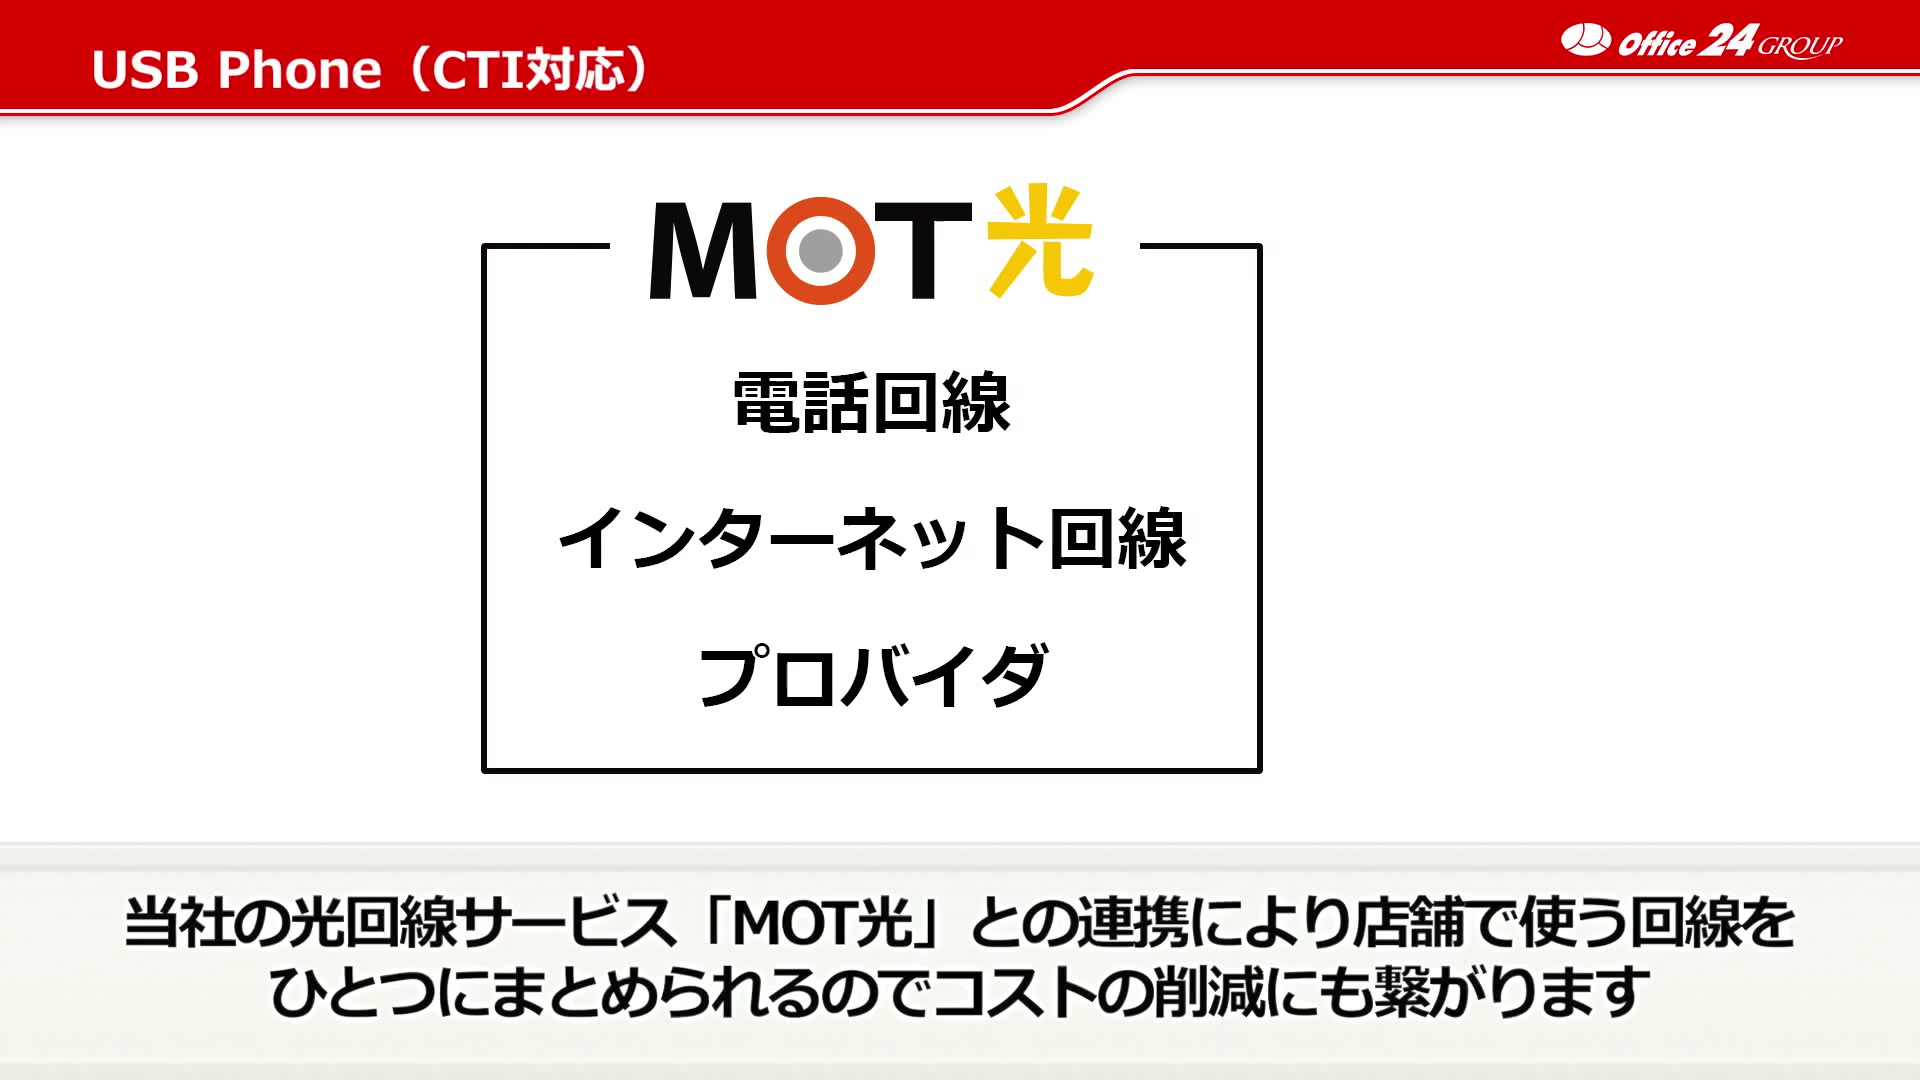 USB Phone（CTI対応）
Office 24 GROUP
MOT光
電話回線
インターネット回線
プロバイダ
当社の光回線サービス「MOT光」との連携により店舗で使う回線を
ひとつにまとめられるのでコストの削減にも繋がります